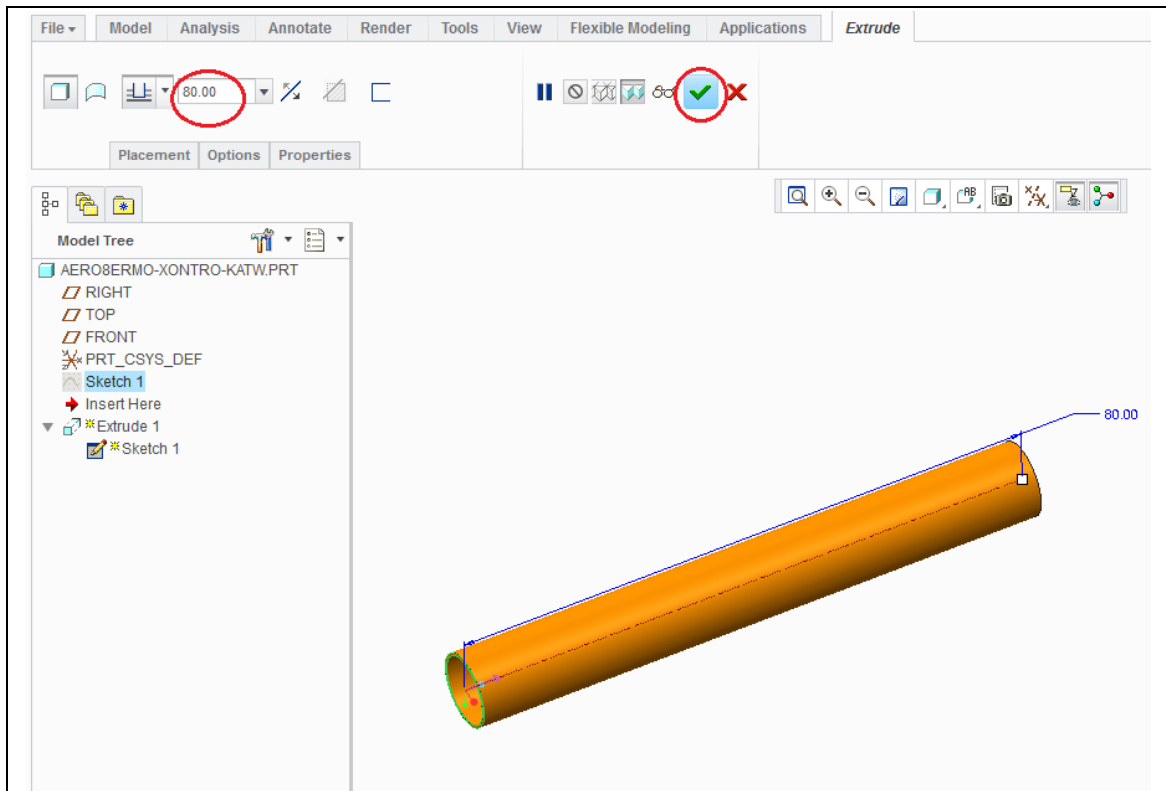 File Model Analysis Annotate Render Tools View Flexible Modeling Applications Extrude
80.00
Placement Options Properties
AB
Model Tree
AERO8ERMO-XONTRO-KATW.PRT
RIGHT
TOP
FRONT
PRT_CSYS_DEF
Sketch 1
Insert Here
Extrude 1
Sketch 1
80.00